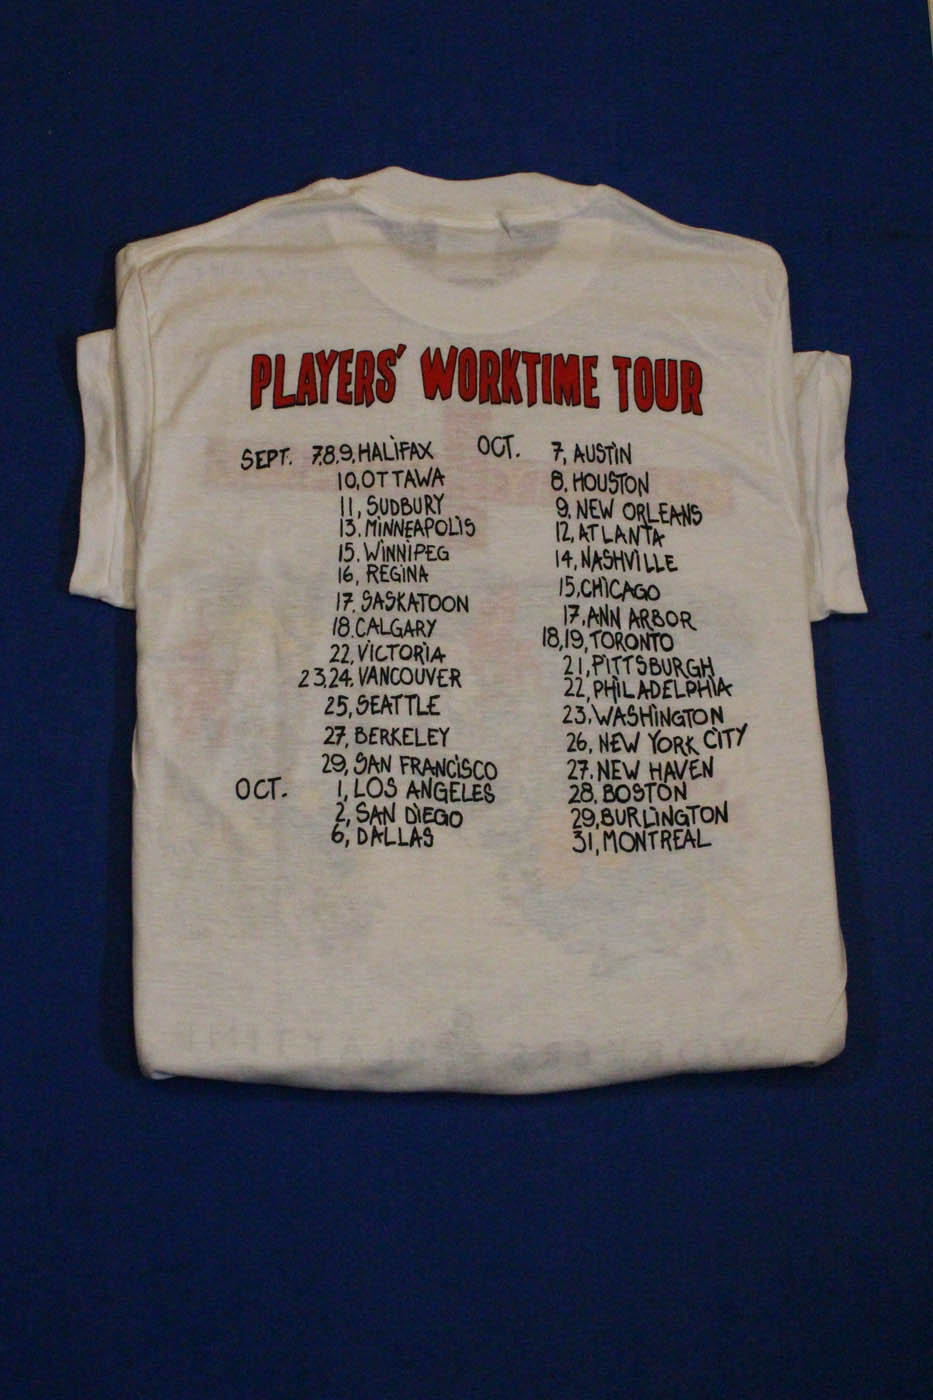 PLAYERS' WORKTIME TOUR
SEPT. 7,8,9, HALIFAX
10, OTTAWA
11, SUDBURY
13. MINNEAPOLIS
15. WINNIPEG
16, REGINA
17. SASKATOON
18. CALGARY
22, VICTORIA
23,24. VANCOUVER
25, SEATTLE
27, BERKELEY
29, SAN FRANCISCO
OCT. 1, LOS ANGELES
2, SAN DIEGO
6, DALLAS
OCT. 7, AUSTIN
8, HOUSTON
9, NEW ORLEANS
12, ATLANTA
14, NASHVILLE
15, CHICAGO
17, ANN ARBOR
18,19, TORONTO
21, PITTSBURGH
22, PHILADELPHIA
23, WASHINGTON
26, NEW YORK CITY
27. NEW HAVEN
28, BOSTON
29, BURLINGTON
31, MONTREAL